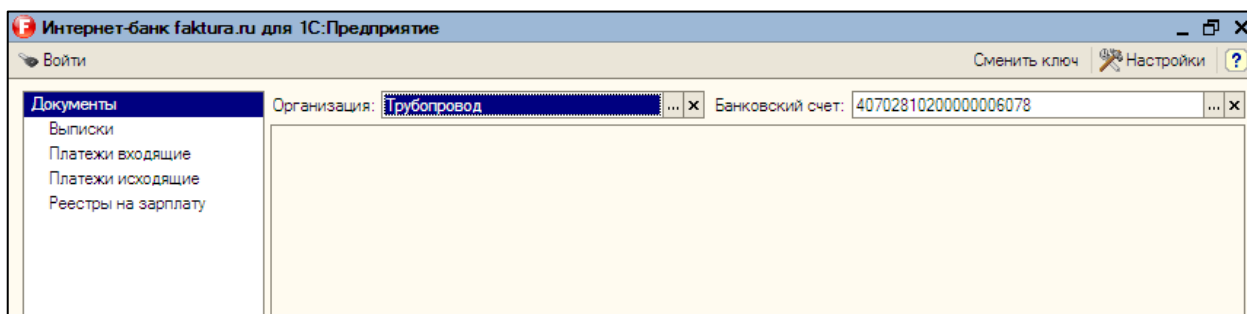 Интернет-банк faktura.ru для 1С:Предприятие
Войти Сменить ключ Настройки ?
Документы Организация: Трубопровод ... x Банковский счет: 40702810200000006078 ... x
Выписки
Платежи входящие
Платежи исходящие
Реестры на зарплату